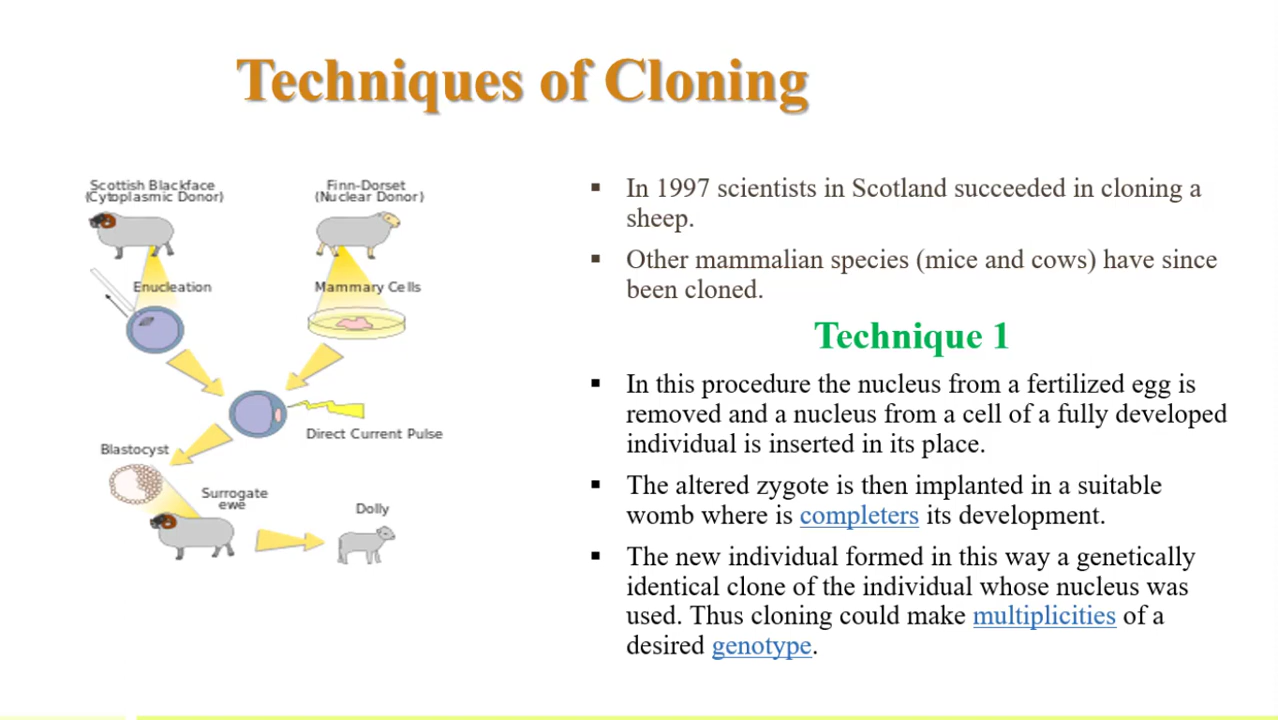 Techniques of Cloning
Scottish Blackface
(Cytoplasmic Donor)
Finn-Dorset
(Nuclear Donor)
Enucleation
Mammary Cells
Direct Current Pulse
Blastocyst
Surrogate
ewe
Dolly
▪ In 1997 scientists in Scotland succeeded in cloning a
sheep.
▪ Other mammalian species (mice and cows) have since
been cloned.
Technique 1
▪ In this procedure the nucleus from a fertilized egg is
removed and a nucleus from a cell of a fully developed
individual is inserted in its place.
▪ The altered zygote is then implanted in a suitable
womb where is completers its development.
▪ The new individual formed in this way a genetically
identical clone of the individual whose nucleus was
used. Thus cloning could make multiplicities of a
desired genotype.